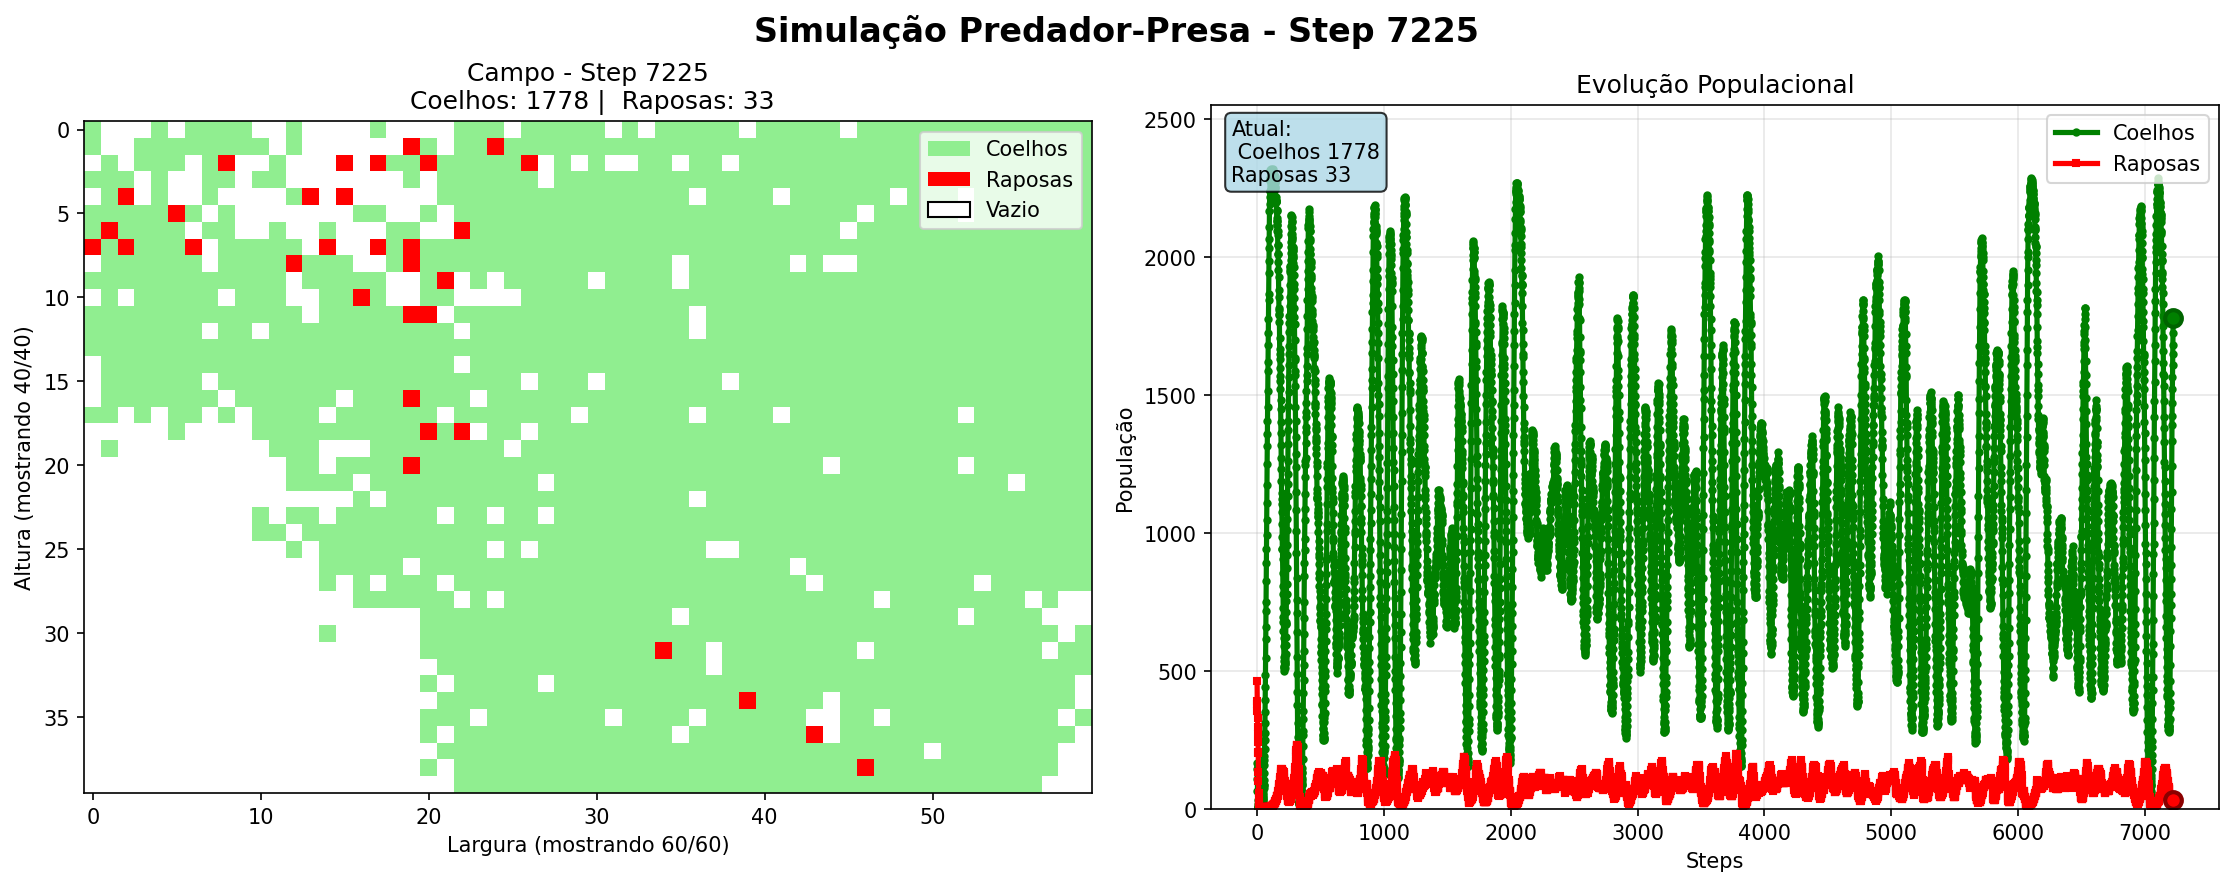 Simulação Predador-Presa - Step 7225
Campo - Step 7225
Coelhos: 1778 |  Raposas: 33
0
5
10
15
20
25
30
35
Altura (mostrando 40/40)
Coelhos
Raposas
Vazio
0
10
20
30
40
50
Largura (mostrando 60/60)
Evolução Populacional
2500
2000
1500
1000
500
0
População
Atual:
Coelhos 1778
Raposas 33
Coelhos
Raposas
0
1000
2000
3000
4000
5000
6000
7000
Steps